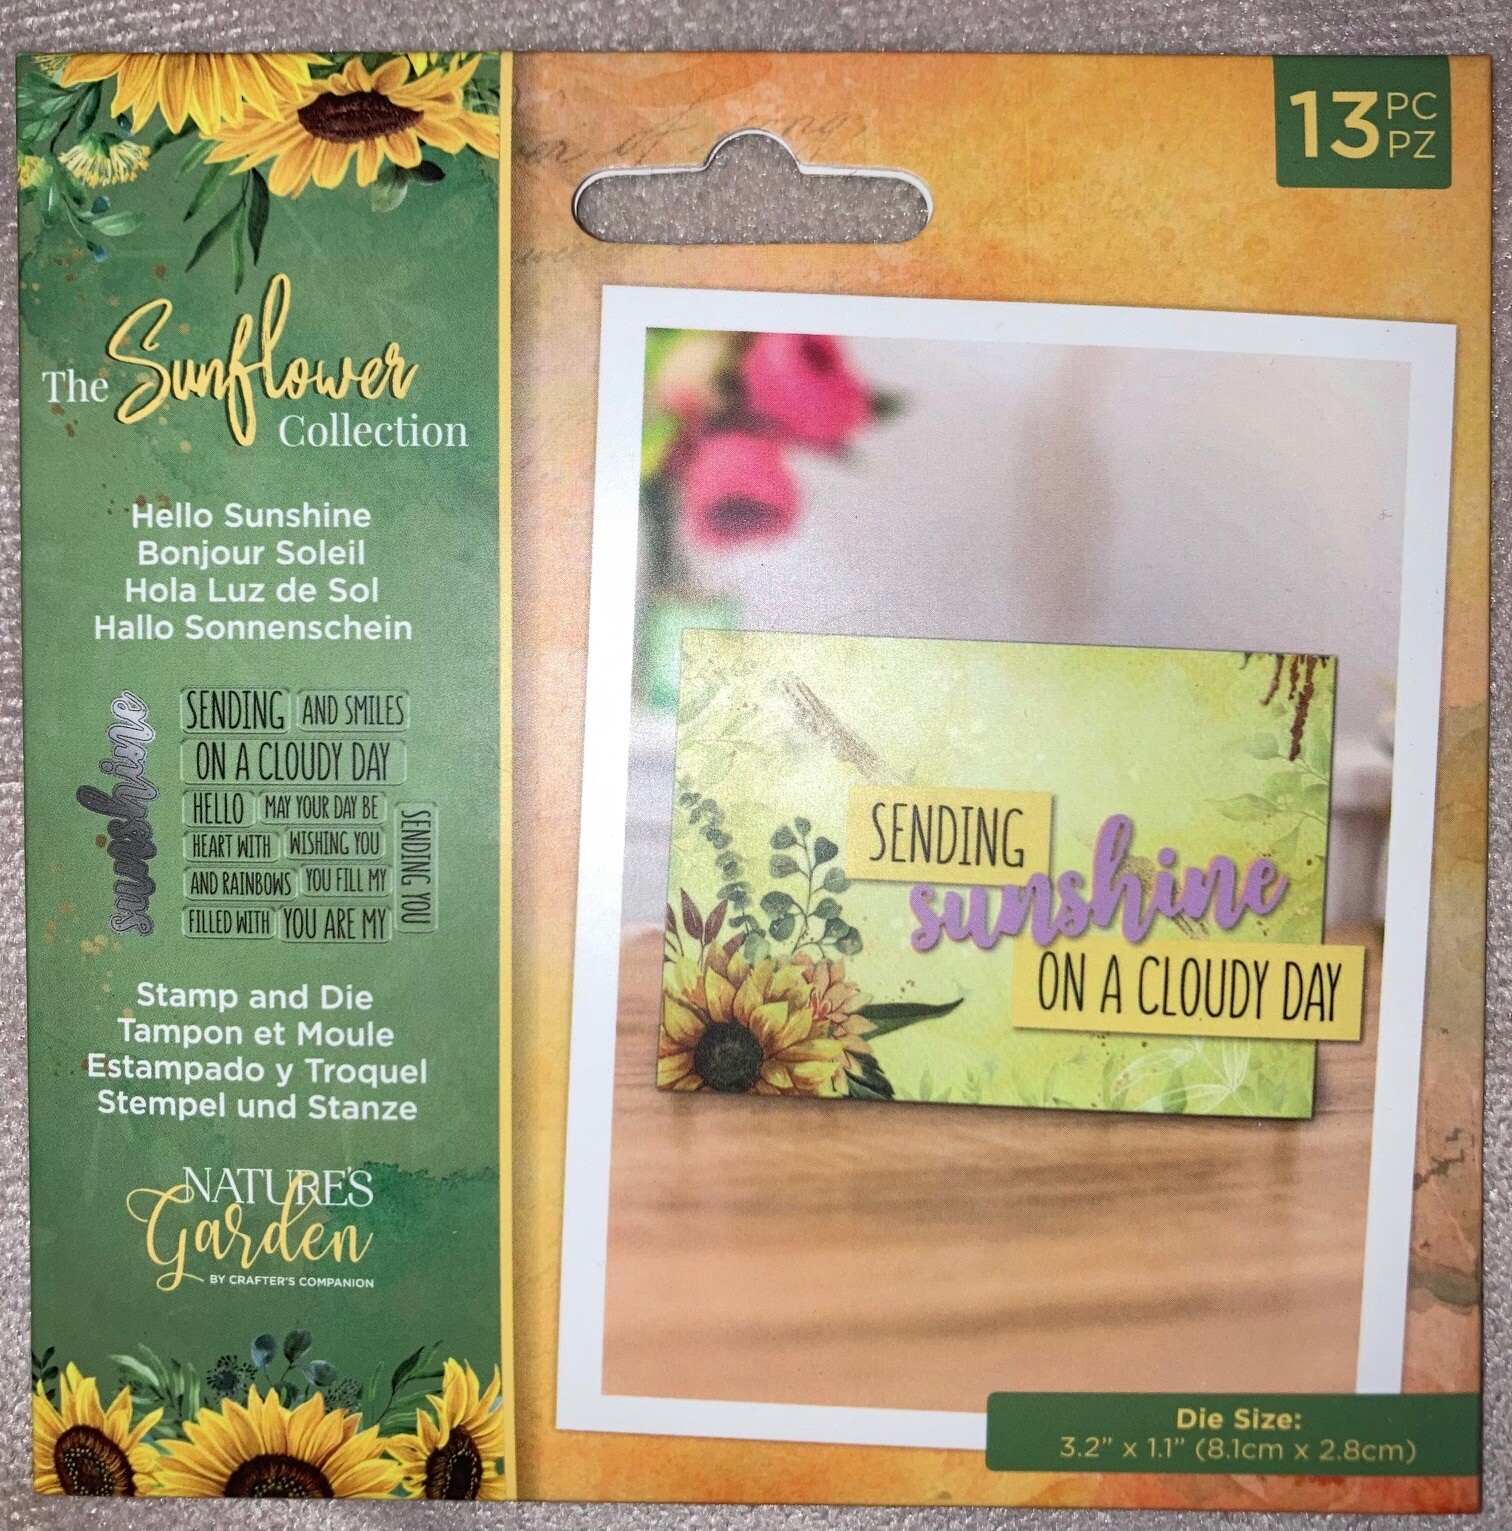 13 PC
PZ
The Sunflower
Collection
Hello Sunshine
Bonjour Soleil
Hola Luz de Sol
Hallo Sonnenschein
sunshine
SENDING AND SMILES
ON A CLOUDY DAY
HELLO MAY YOUR DAY BE
HEART WITH WISHING YOU
AND RAINBOWS YOU FILL MY
FILLED WITH YOU ARE MY
SENDING YOU
Stamp and Die
Tampon et Moule
Estampado y Troquel
Stempel und Stanze
NATURE'S
Garden
BY CRAFTER'S COMPANION
SENDING
sunshine
ON A CLOUDY DAY
Die Size:
3.2" x 1.1" (8.1cm x 2.8cm)